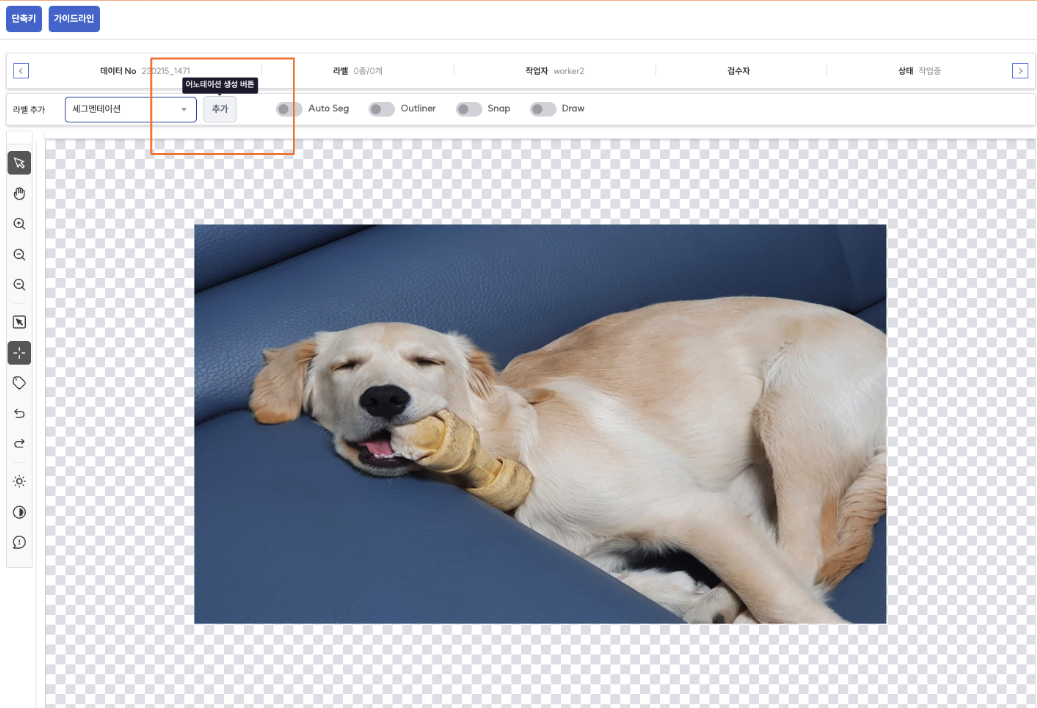 단축키 가이드라인
데이터 No 230215_1471 라벨 0종/0개 작업자 worker2 검수자 상태 작업중
어노테이션 생성 버튼
라벨 추가 세그멘테이션 추가 Auto Seg Outliner Snap Draw